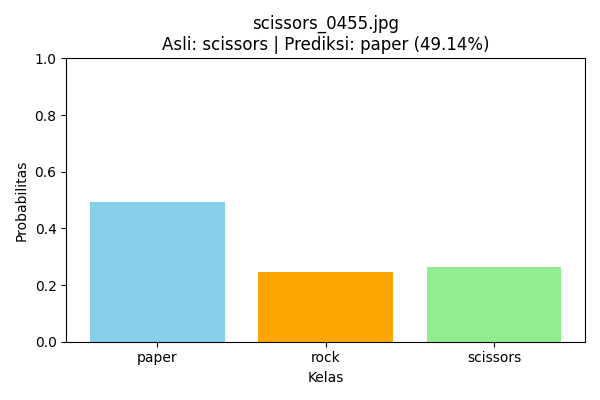 scissors_0455.jpg
Asli: scissors | Prediksi: paper (49.14%)
1.0
0.8
0.6
0.4
0.2
0.0
Probabilitas
paper rock scissors
Kelas